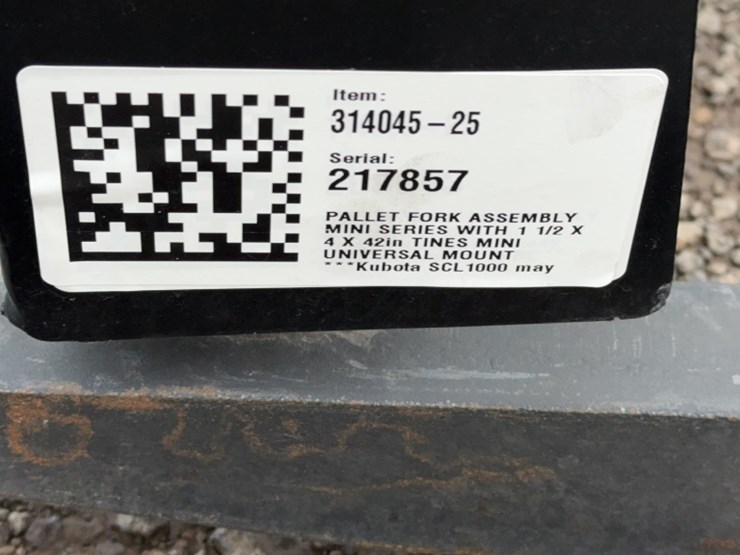 Item:
314045-25
Serial:
217857
PALLET FORK ASSEMBLY
MINI SERIES WITH 1 1/2 X
4 X 42in TINES MINI
UNIVERSAL MOUNT
***Kubota SCL1000 may